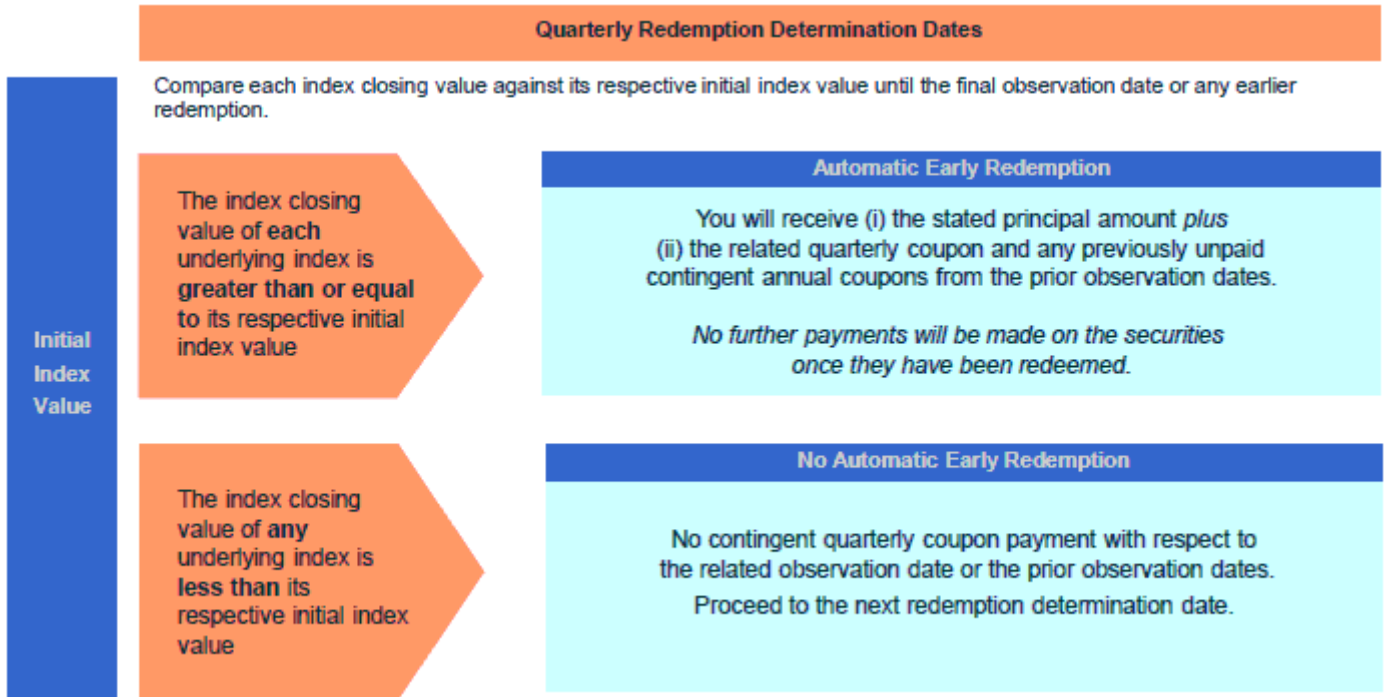 Quarterly Redemption Determination Dates
Compare each index closing value against its respective initial index value until the final observation date or any earlier
redemption.
Initial
Index
Value
The index closing
value of each
underlying index is
greater than or equal
to its respective initial
index value
Automatic Early Redemption
You will receive (i) the stated principal amount plus
(ii) the related quarterly coupon and any previously unpaid
contingent annual coupons from the prior observation dates.
No further payments will be made on the securities
once they have been redeemed.
The index closing
value of any
underlying index is
less than its
respective initial index
value
No Automatic Early Redemption
No contingent quarterly coupon payment with respect to
the related observation date or the prior observation dates.
Proceed to the next redemption determination date.